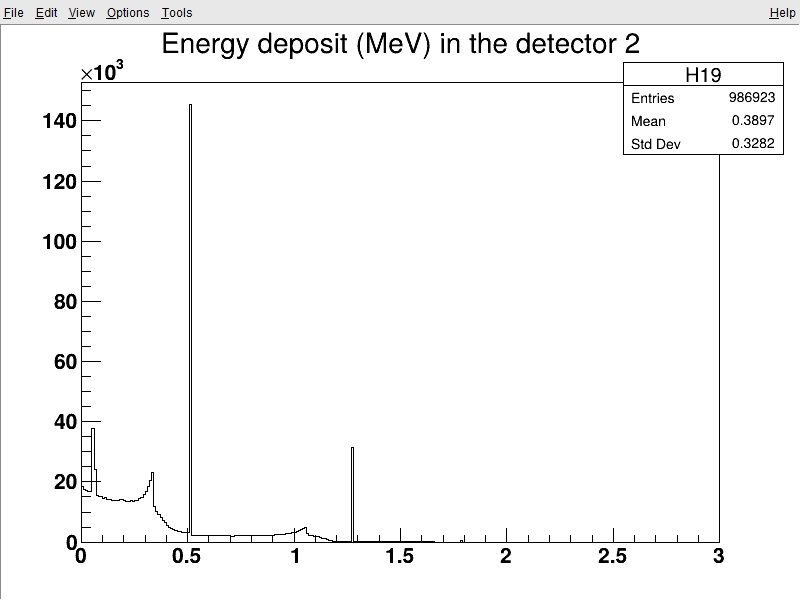 File Edit View Options Tools Help
Energy deposit (MeV) in the detector 2
×10³
H19
Entries 986923
Mean 0.3897
Std Dev 0.3282
140
120
100
80
60
40
20
0
0 0.5 1 1.5 2 2.5 3